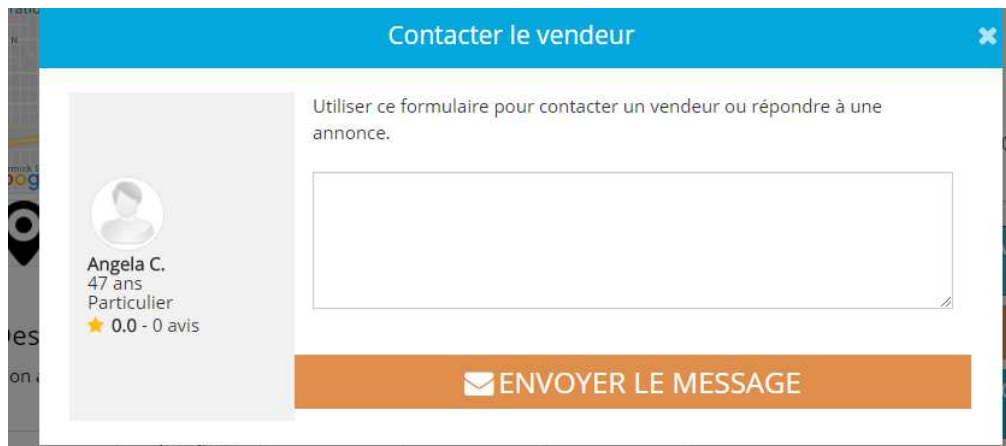 Contacter le vendeur
Utiliser ce formulaire pour contacter un vendeur ou répondre à une
annonce.
Angela C.
47 ans
Particulier
0.0 - 0 avis
ENVOYER LE MESSAGE